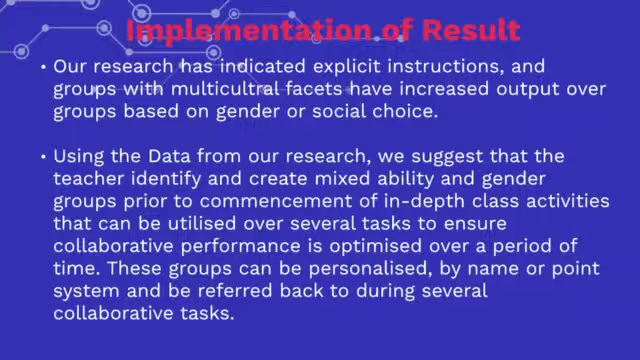 Implementation of Result
• Our research has indicated explicit instructions, and
groups with multicultral facets have increased output over
groups based on gender or social choice.
• Using the Data from our research, we suggest that the
teacher identify and create mixed ability and gender
groups prior to commencement of in-depth class activities
that can be utilised over several tasks to ensure
collaborative performance is optimised over a period of
time. These groups can be personalised, by name or point
system and be referred back to during several
collaborative tasks.